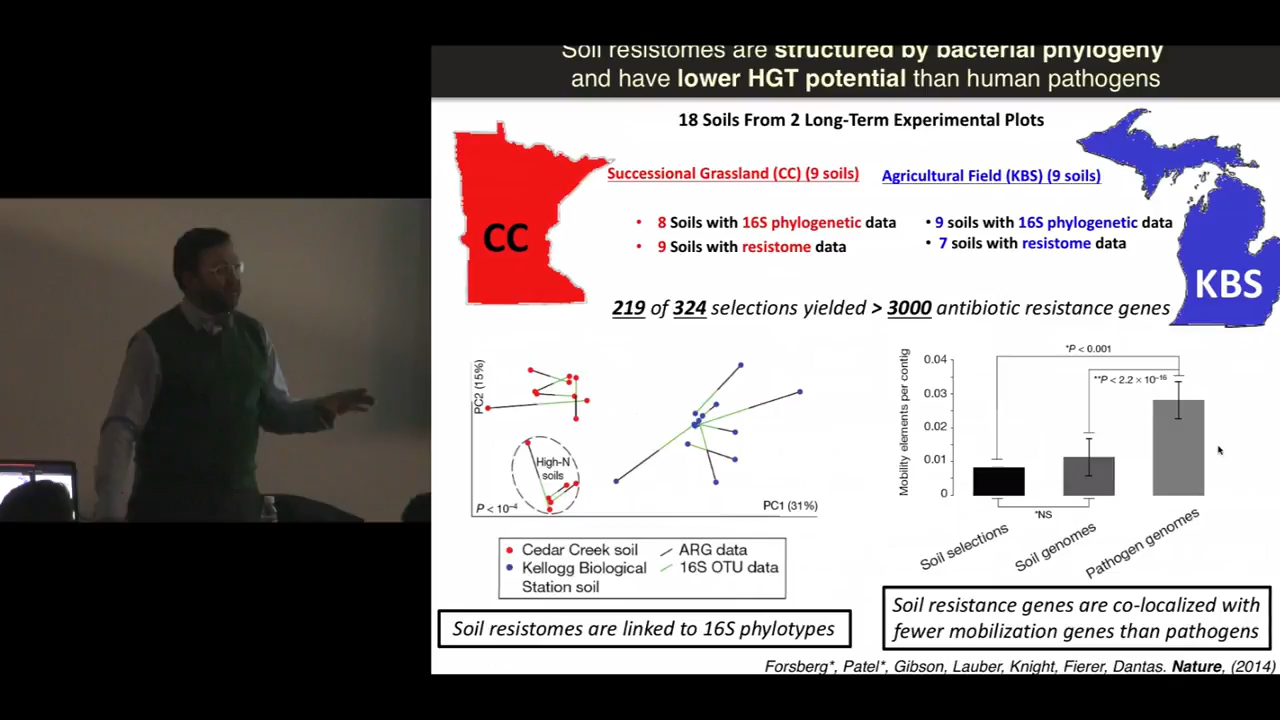 Soil resistomes are structured by bacterial phylogeny
and have lower HGT potential than human pathogens
18 Soils From 2 Long-Term Experimental Plots
Successional Grassland (CC) (9 soils)
• 8 Soils with 16S phylogenetic data
• 9 Soils with resistome data
CC
Agricultural Field (KBS) (9 soils)
• 9 soils with 16S phylogenetic data
• 7 soils with resistome data
KBS
219 of 324 selections yielded > 3000 antibiotic resistance genes
PC2 (15%)
High-N
soils
P < 10⁻⁴
PC1 (31%)
Cedar Creek soil
Kellogg Biological
Station soil
ARG data
16S OTU data
Soil resistomes are linked to 16S phylotypes
Mobility elements per contig
0.04
0.03
0.02
0.01
0
*P < 0.001
**P < 2.2 × 10⁻¹⁶
*NS
Soil selections
Soil genomes
Pathogen genomes
Soil resistance genes are co-localized with
fewer mobilization genes than pathogens
Forsberg*, Patel*, Gibson, Lauber, Knight, Fierer, Dantas. Nature, (2014)